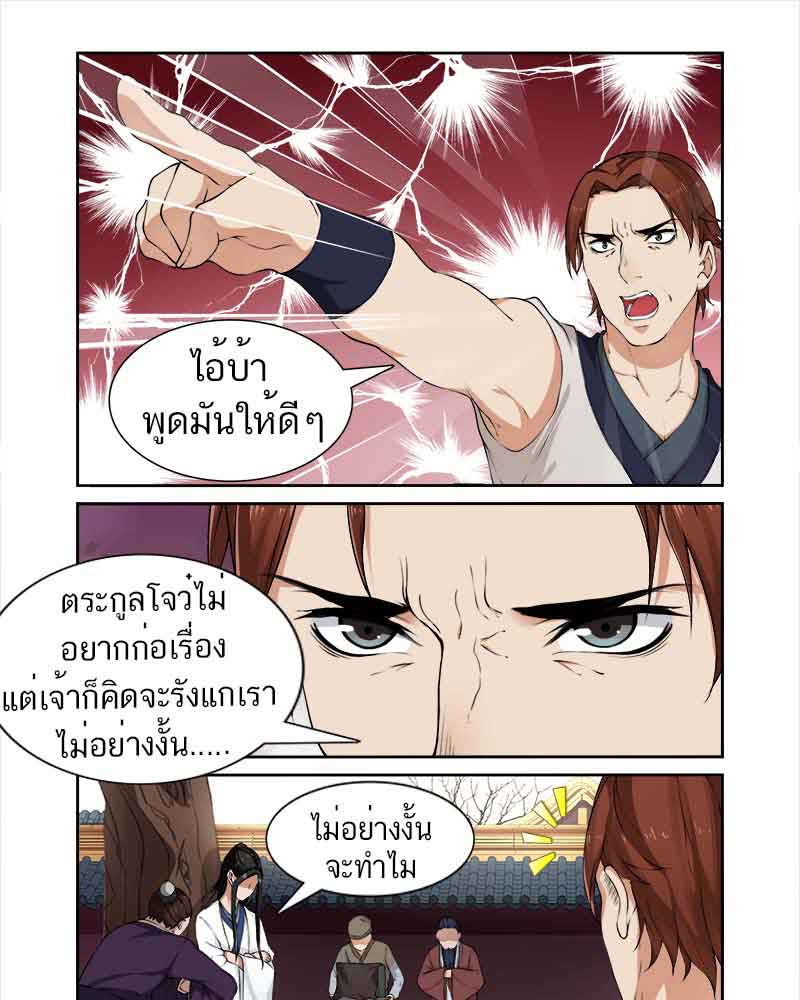 ไอ้บ้า
พูดมันให้ดีๆ
ตระกูลโจว๋ไม่
อยากก่อเรื่อง
แต่เจ้าก็คิดจะรังแกเรา
ไม่อย่างงั้น.....
ไม่อย่างงั้น
จะทำไม